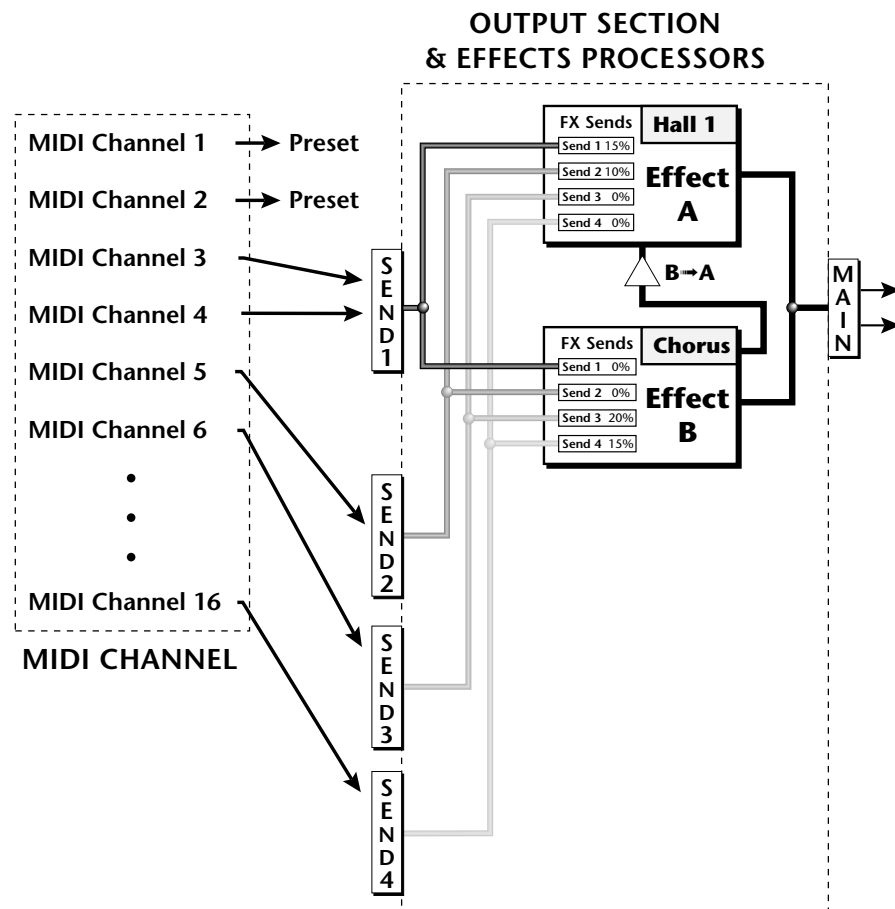 OUTPUT SECTION
& EFFECTS PROCESSORS
MIDI Channel 1
Preset
MIDI Channel 2
Preset
MIDI Channel 3
MIDI Channel 4
MIDI Channel 5
MIDI Channel 6
MIDI Channel 16
MIDI CHANNEL
SEND1
SEND2
SEND3
SEND4
FX Sends
Hall 1
Send 1 15%
Send 2 10%
Send 3 0%
Send 4 0%
Effect
A
B→A
FX Sends
Chorus
Send 1 0%
Send 2 0%
Send 3 20%
Send 4 15%
Effect
B
MAIN